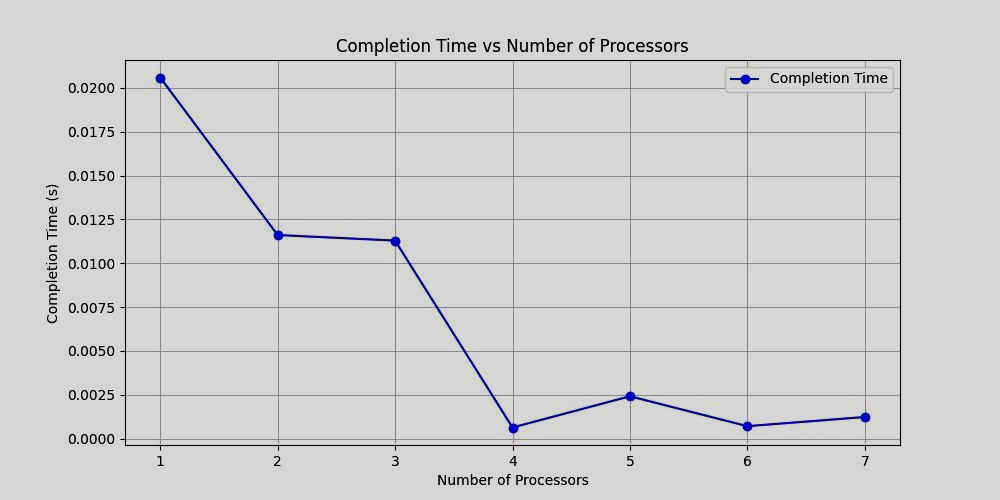 Completion Time vs Number of Processors
Completion Time
0.0200
0.0175
0.0150
0.0125
0.0100
0.0075
0.0050
0.0025
0.0000
Completion Time (s)
1 2 3 4 5 6 7
Number of Processors